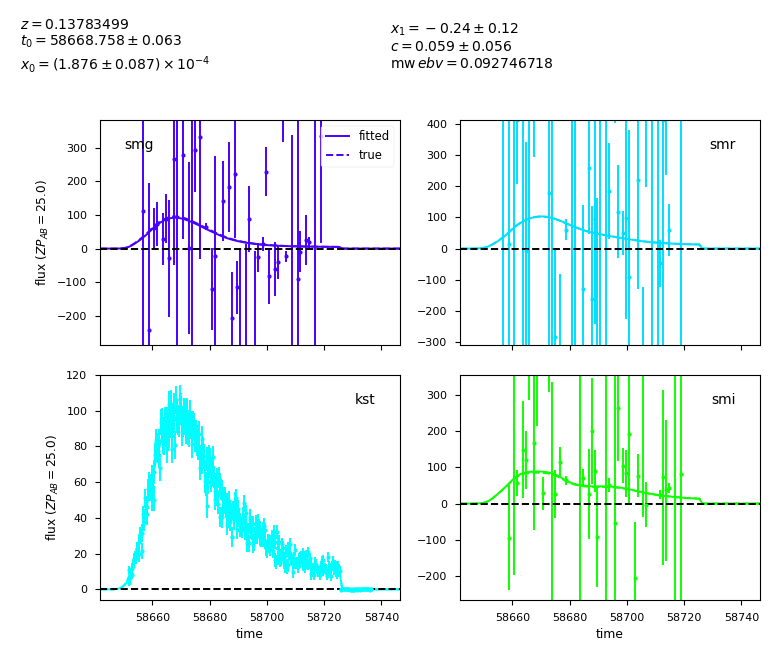 z = 0.13783499
t₀ = 58668.758 ± 0.063
x₀ = (1.876 ± 0.087) × 10⁻⁴
x₁ = −0.24 ± 0.12
c = 0.059 ± 0.056
mw ebv = 0.092746718
smg
fitted
true
300
200
100
0
−100
−200
flux (ZP_AB = 25.0)
smr
400
300
200
100
0
−100
−200
−300
kst
120
100
80
60
40
20
0
flux (ZP_AB = 25.0)
58660 58680 58700 58720 58740
time
smi
300
200
100
0
−100
−200
58660 58680 58700 58720 58740
time